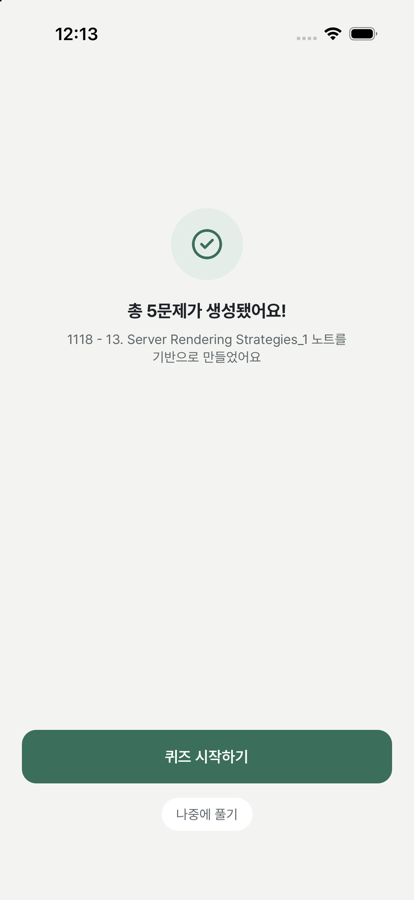 12:13
총 5문제가 생성됐어요!
1118 - 13. Server Rendering Strategies_1 노트를
기반으로 만들었어요
퀴즈 시작하기
나중에 풀기